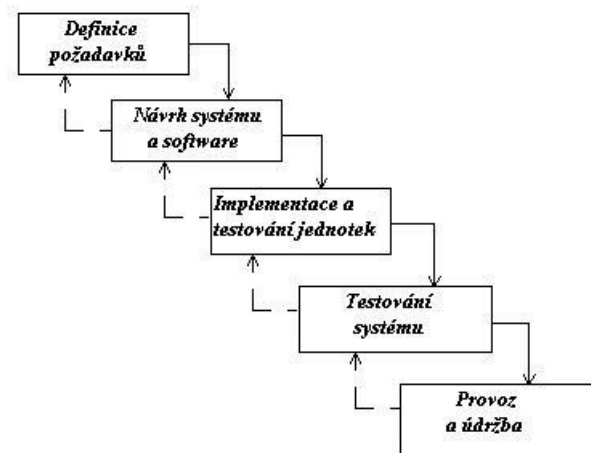 Definice
požadavků
Návrh systému
a software
Implementace a
testování jednotek
Testování
systému
Provoz
a údržba